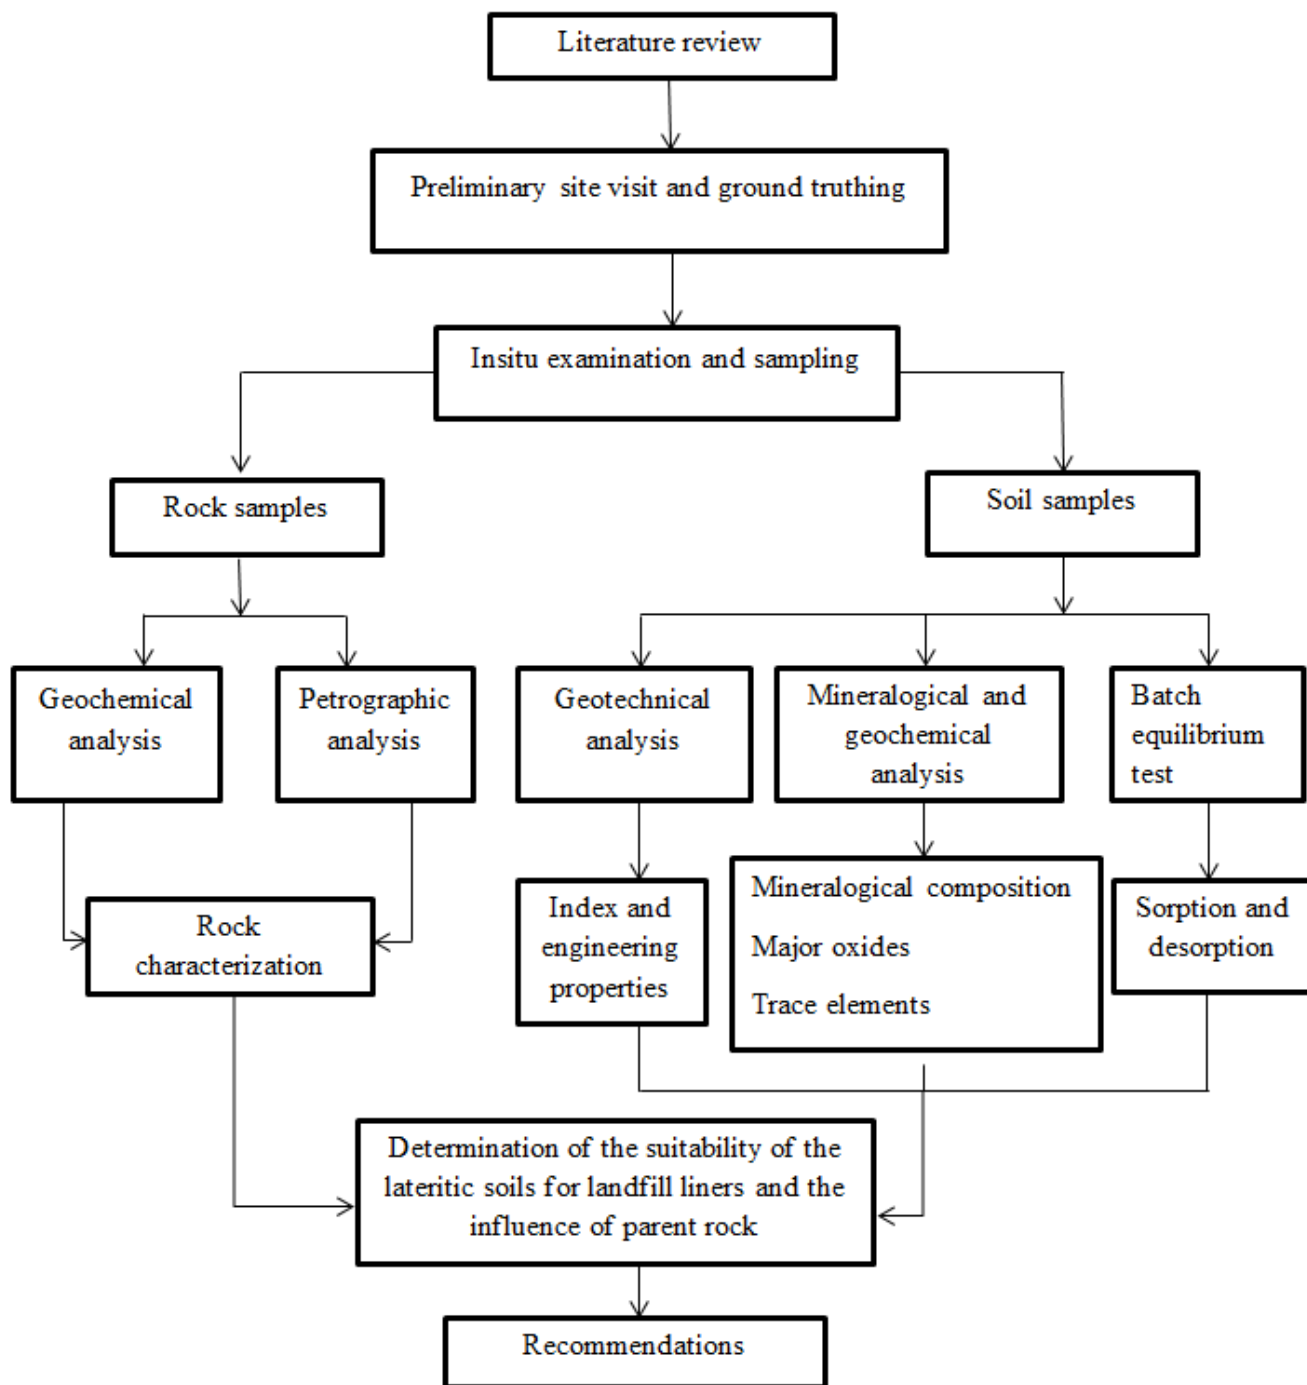 Literature review
Preliminary site visit and ground truthing
Insitu examination and sampling
Rock samples
Soil samples
Geochemical
analysis
Petrographic
analysis
Geotechnical
analysis
Mineralogical and
geochemical
analysis
Batch
equilibrium
test
Rock
characterization
Index and
engineering
properties
Mineralogical composition
Major oxides
Trace elements
Sorption and
desorption
Determination of the suitability of the
lateritic soils for landfill liners and the
influence of parent rock
Recommendations